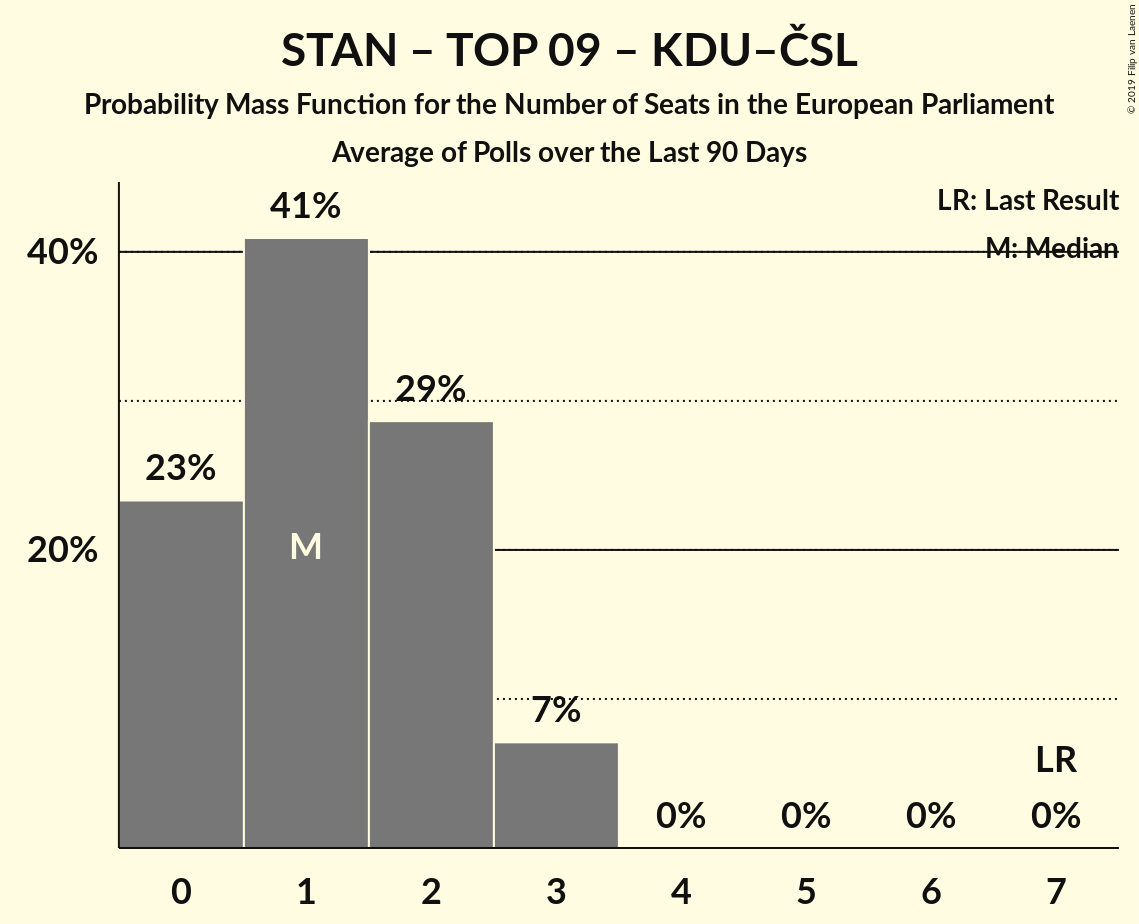 STAN – TOP 09 – KDU–ČSL
Probability Mass Function for the Number of Seats in the European Parliament
Average of Polls over the Last 90 Days
© 2019 Filip van Laenen
LR: Last Result
M: Median
41%
40%
29%
23%
M
20%
7%
LR
0% 0% 0% 0%
0 1 2 3 4 5 6 7